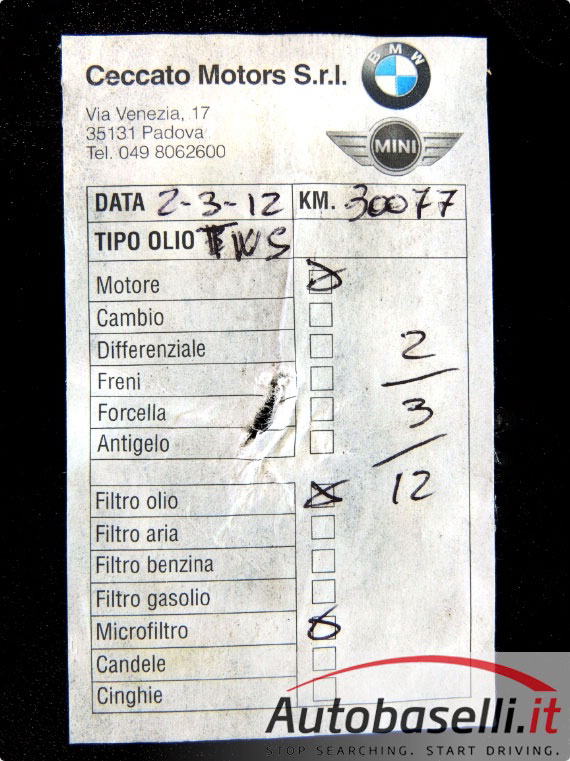 Ceccato Motors S.r.l.
BMW
Via Venezia, 17
35131 Padova
Tel. 049 8062600
MINI
DATA 2-3-12 KM. 30077
TIPO OLIO TWS
Motore
Cambio
Differenziale
Freni
Forcella
Antigelo
2
3
12
Filtro olio
Filtro aria
Filtro benzina
Filtro gasolio
Microfiltro
Candele
Cinghie
Autobaselli.it
STOP SEARCHING. START DRIVING.